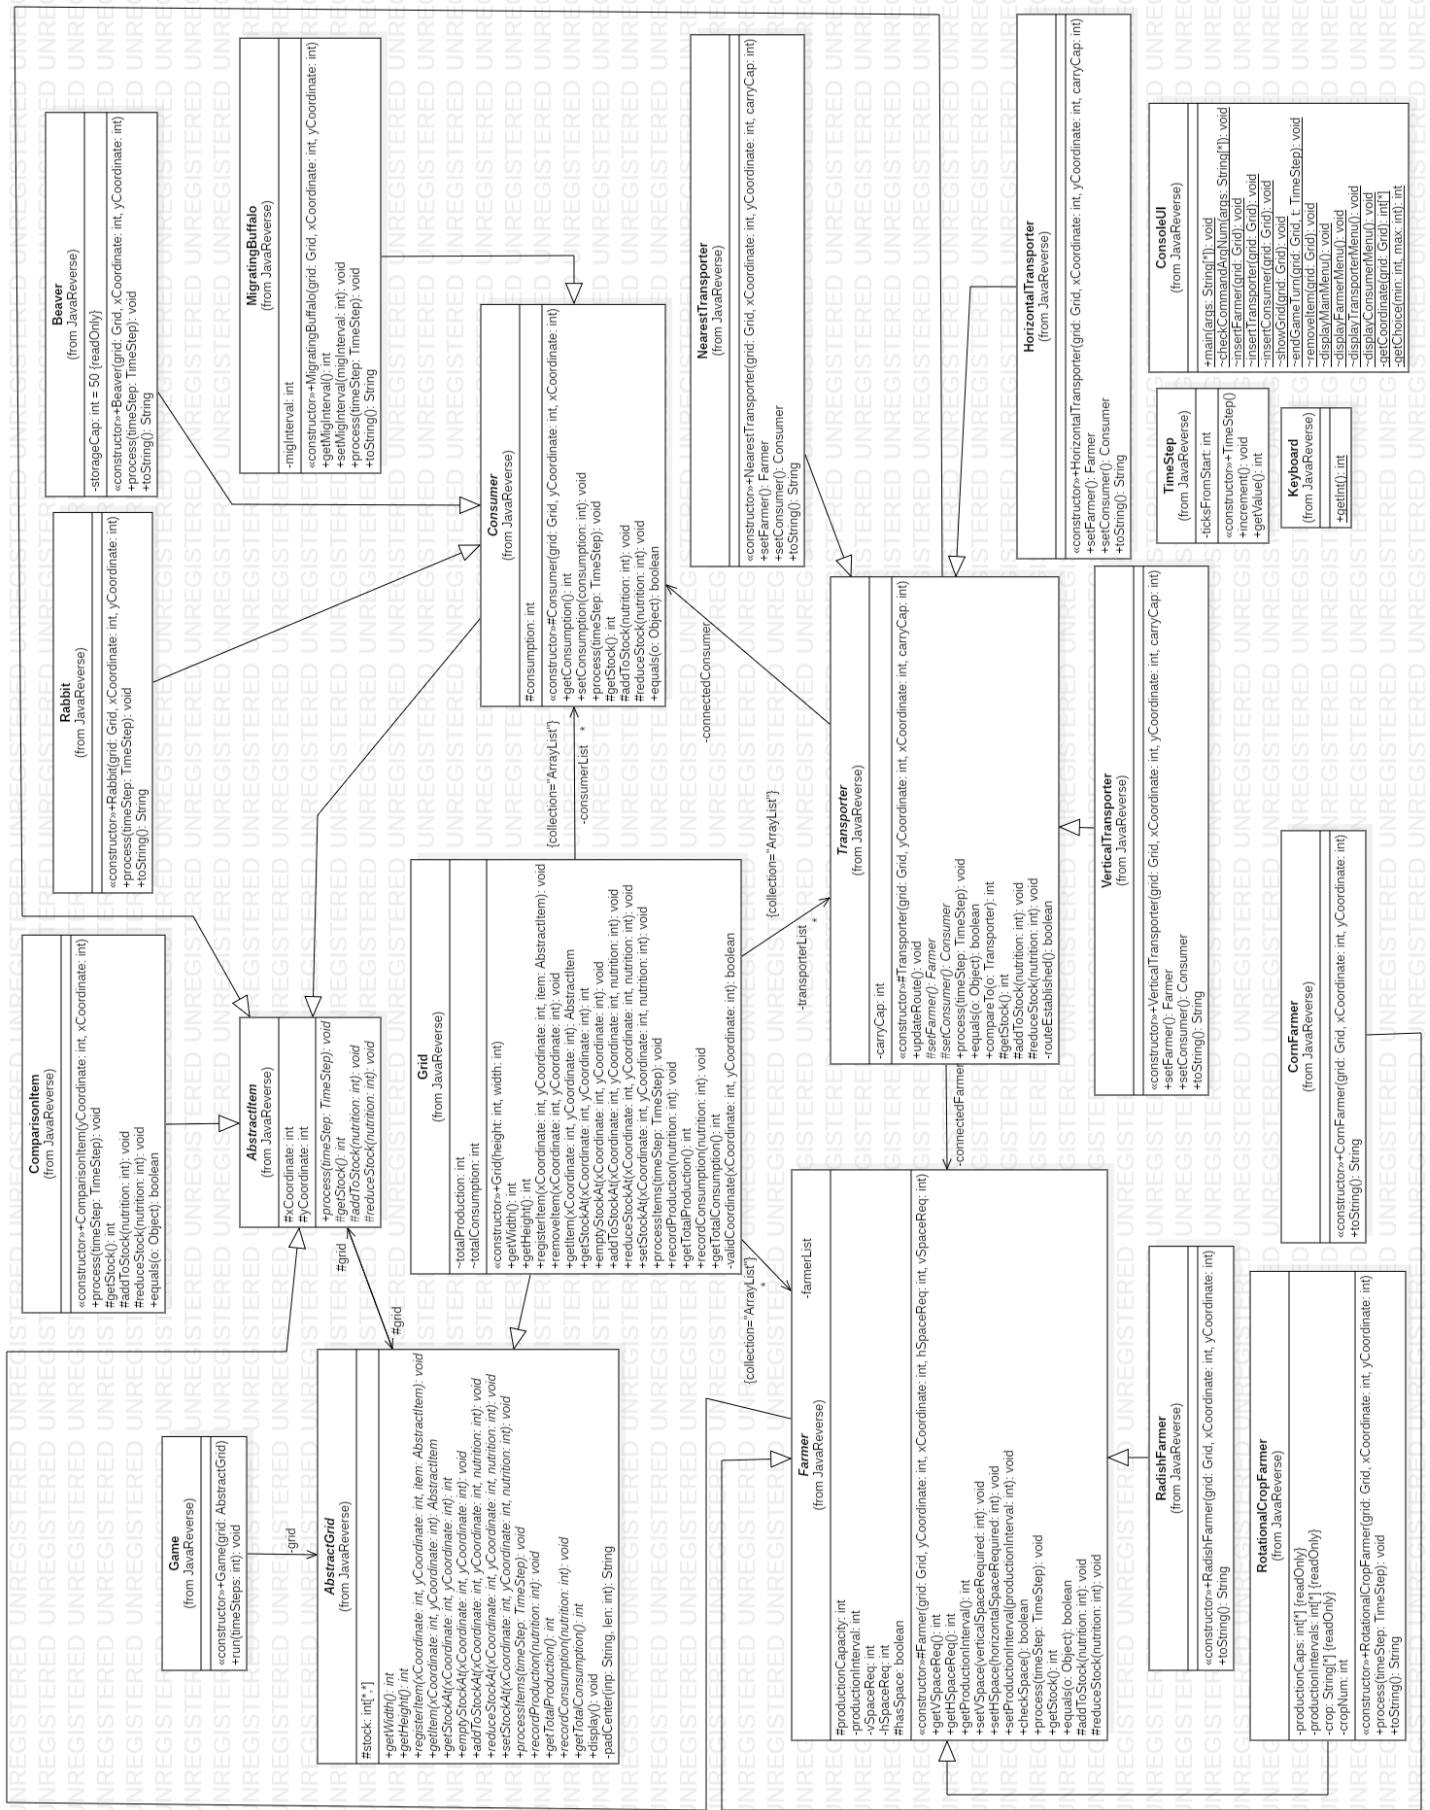 Beaver
(from JavaReverse)
-storageCap: int = 50 {readOnly}
«constructor»+Beaver(grid: Grid, xCoordinate: int, yCoordinate: int)
+process(timeStep: TimeStep): void
+toString(): String
Rabbit
(from JavaReverse)
«constructor»+Rabbit(grid: Grid, xCoordinate: int, yCoordinate: int)
+process(timeStep: TimeStep): void
+toString(): String
ComparisonItem
(from JavaReverse)
«constructor»+ComparisonItem(yCoordinate: int, xCoordinate: int)
+process(timeStep: TimeStep): void
#getStock(): int
#addToStock(nutrition: int): void
#reduceStock(nutrition: int): void
+equals(o: Object): boolean
Game
(from JavaReverse)
«constructor»+Game(grid: AbstractGrid)
+run(timeSteps: int): void
-grid
MigratingBuffalo
(from JavaReverse)
-migInterval: int
«constructor»+MigratingBuffalo(grid: Grid, xCoordinate: int, yCoordinate: int)
+getMigInterval(): int
+setMigInterval(migInterval: int): void
+process(timeStep: TimeStep): void
+toString(): String
AbstractItem
(from JavaReverse)
#xCoordinate: int
#yCoordinate: int
+process(timeStep: TimeStep): void
#getStock(): int
#addToStock(nutrition: int): void
#reduceStock(nutrition: int): void
#grid
#grid
AbstractGrid
(from JavaReverse)
#stock: int[*,*]
+getWidth(): int
+getHeight(): int
+registerItem(xCoordinate: int, yCoordinate: int, item: AbstractItem): void
+getItem(xCoordinate: int, yCoordinate: int): AbstractItem
+getStockAt(xCoordinate: int, yCoordinate: int): int
+emptyStockAt(xCoordinate: int, yCoordinate: int): void
+addToStockAt(xCoordinate: int, yCoordinate: int, nutrition: int): void
+reduceStockAt(xCoordinate: int, yCoordinate: int, nutrition: int): void
+setStockAt(xCoordinate: int, yCoordinate: int, nutrition: int): void
+processItems(timeStep: TimeStep): void
+recordProduction(nutrition: int): void
+getTotalProduction(): int
+recordConsumption(nutrition: int): void
+getTotalConsumption(): int
+display(): void
-padCenter(inp: String, len: int): String
Grid
(from JavaReverse)
~totalProduction: int
~totalConsumption: int
«constructor»+Grid(height: int, width: int)
+getWidth(): int
+getHeight(): int
+registerItem(xCoordinate: int, yCoordinate: int, item: AbstractItem): void
+removeItem(xCoordinate: int, yCoordinate: int): void
+getItem(xCoordinate: int, yCoordinate: int): AbstractItem
+getStockAt(xCoordinate: int, yCoordinate: int): int
+emptyStockAt(xCoordinate: int, yCoordinate: int): void
+addToStockAt(xCoordinate: int, yCoordinate: int, nutrition: int): void
+reduceStockAt(xCoordinate: int, yCoordinate: int, nutrition: int): void
+setStockAt(xCoordinate: int, yCoordinate: int, nutrition: int): void
+processItems(timeStep: TimeStep): void
+recordProduction(nutrition: int): void
+getTotalProduction(): int
+recordConsumption(nutrition: int): void
+getTotalConsumption(): int
-validCoordinate(xCoordinate: int, yCoordinate: int): boolean
Consumer
(from JavaReverse)
#consumption: int
«constructor»#Consumer(grid: Grid, yCoordinate: int, xCoordinate: int)
+getConsumption(): int
+setConsumption(consumption: int): void
+process(timeStep: TimeStep): void
#getStock(): int
#addToStock(nutrition: int): void
#reduceStock(nutrition: int): void
+equals(o: Object): boolean
{collection="ArrayList"}
-consumerList
*
-connectedConsumer
{collection="ArrayList"}
-transporterList
*
{collection="ArrayList"}
*
-farmerList
-connectedFarmer
NearestTransporter
(from JavaReverse)
«constructor»+NearestTransporter(grid: Grid, xCoordinate: int, yCoordinate: int, carryCap: int)
+setFarmer(): Farmer
+setConsumer(): Consumer
+toString(): String
Transporter
(from JavaReverse)
-carryCap: int
«constructor»#Transporter(grid: Grid, yCoordinate: int, xCoordinate: int, carryCap: int)
+updateRoute(): void
#setFarmer(): Farmer
#setConsumer(): Consumer
+process(timeStep: TimeStep): void
+equals(o: Object): boolean
+compareTo(o: Transporter): int
#getStock(): int
#addToStock(nutrition: int): void
#reduceStock(nutrition: int): void
-routeEstablished(): boolean
Farmer
(from JavaReverse)
#productionCapacity: int
-productionInterval: int
-vSpaceReq: int
-hSpaceReq: int
#hasSpace: boolean
«constructor»#Farmer(grid: Grid, yCoordinate: int, xCoordinate: int, hSpaceReq: int, vSpaceReq: int)
+getVSpaceReq(): int
+getHSpaceReq(): int
+getProductionInterval(): int
+setVSpace(verticalSpaceRequired: int): void
+setHSpace(horizontalSpaceRequired: int): void
+setProductionInterval(productionInterval: int): void
+checkSpace(): boolean
+process(timeStep: TimeStep): void
+getStock(): int
+equals(o: Object): boolean
#addToStock(nutrition: int): void
#reduceStock(nutrition: int): void
HorizontalTransporter
(from JavaReverse)
«constructor»+HorizontalTransporter(grid: Grid, xCoordinate: int, yCoordinate: int, carryCap: int)
+setFarmer(): Farmer
+setConsumer(): Consumer
+toString(): String
VerticalTransporter
(from JavaReverse)
«constructor»+VerticalTransporter(grid: Grid, xCoordinate: int, yCoordinate: int, carryCap: int)
+setFarmer(): Farmer
+setConsumer(): Consumer
+toString(): String
ConsoleUI
(from JavaReverse)
+main(args: String[*]): void
~checkCommandArgNum(args: String[*]): void
~insertFarmer(grid: Grid): void
~insertTransporter(grid: Grid): void
~insertConsumer(grid: Grid): void
~showGrid(grid: Grid): void
~endGameTurn(grid: Grid, t: TimeStep): void
~removeItem(grid: Grid): void
~displayMainMenu(): void
~displayFarmerMenu(): void
~displayTransporterMenu(): void
~displayConsumerMenu(): void
-getCoordinate(grid: Grid): int[*]
-getChoice(min: int, max: int): int
TimeStep
(from JavaReverse)
-ticksFromStart: int
«constructor»+TimeStep()
+increment(): void
+getValue(): int
Keyboard
(from JavaReverse)
+getInt(): int
RadishFarmer
(from JavaReverse)
«constructor»+RadishFarmer(grid: Grid, xCoordinate: int, yCoordinate: int)
+toString(): String
CornFarmer
(from JavaReverse)
«constructor»+CornFarmer(grid: Grid, xCoordinate: int, yCoordinate: int)
+toString(): String
RotationalCropFarmer
(from JavaReverse)
-productionCaps: int[*] {readOnly}
-productionIntervals: int[*] {readOnly}
-crop: String[*] {readOnly}
-cropNum: int
«constructor»+RotationalCropFarmer(grid: Grid, xCoordinate: int, yCoordinate: int)
+process(timeStep: TimeStep): void
+toString(): String
UNREGISTERED